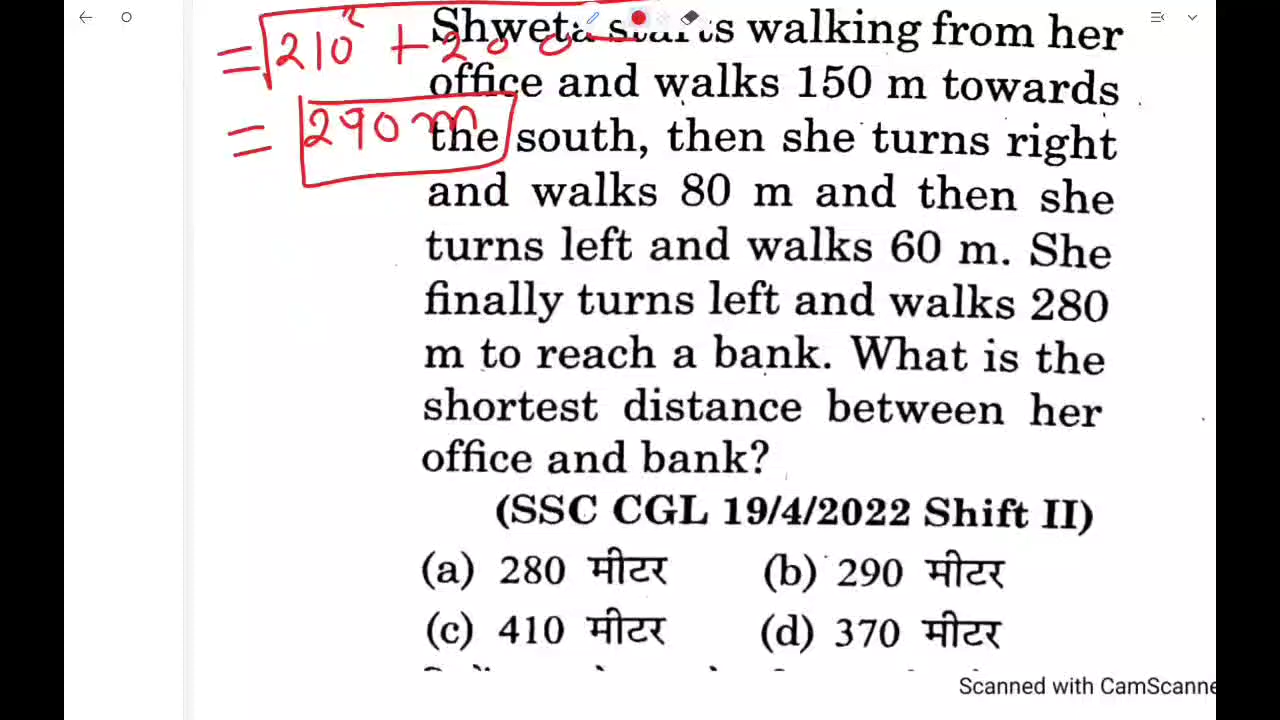 = √210² + 200
= 290 m
Shweta starts walking from her
office and walks 150 m towards
the south, then she turns right
and walks 80 m and then she
turns left and walks 60 m. She
finally turns left and walks 280
m to reach a bank. What is the
shortest distance between her
office and bank?
(SSC CGL 19/4/2022 Shift II)
(a) 280 मीटर (b) 290 मीटर
(c) 410 मीटर (d) 370 मीटर
Scanned with CamScanne